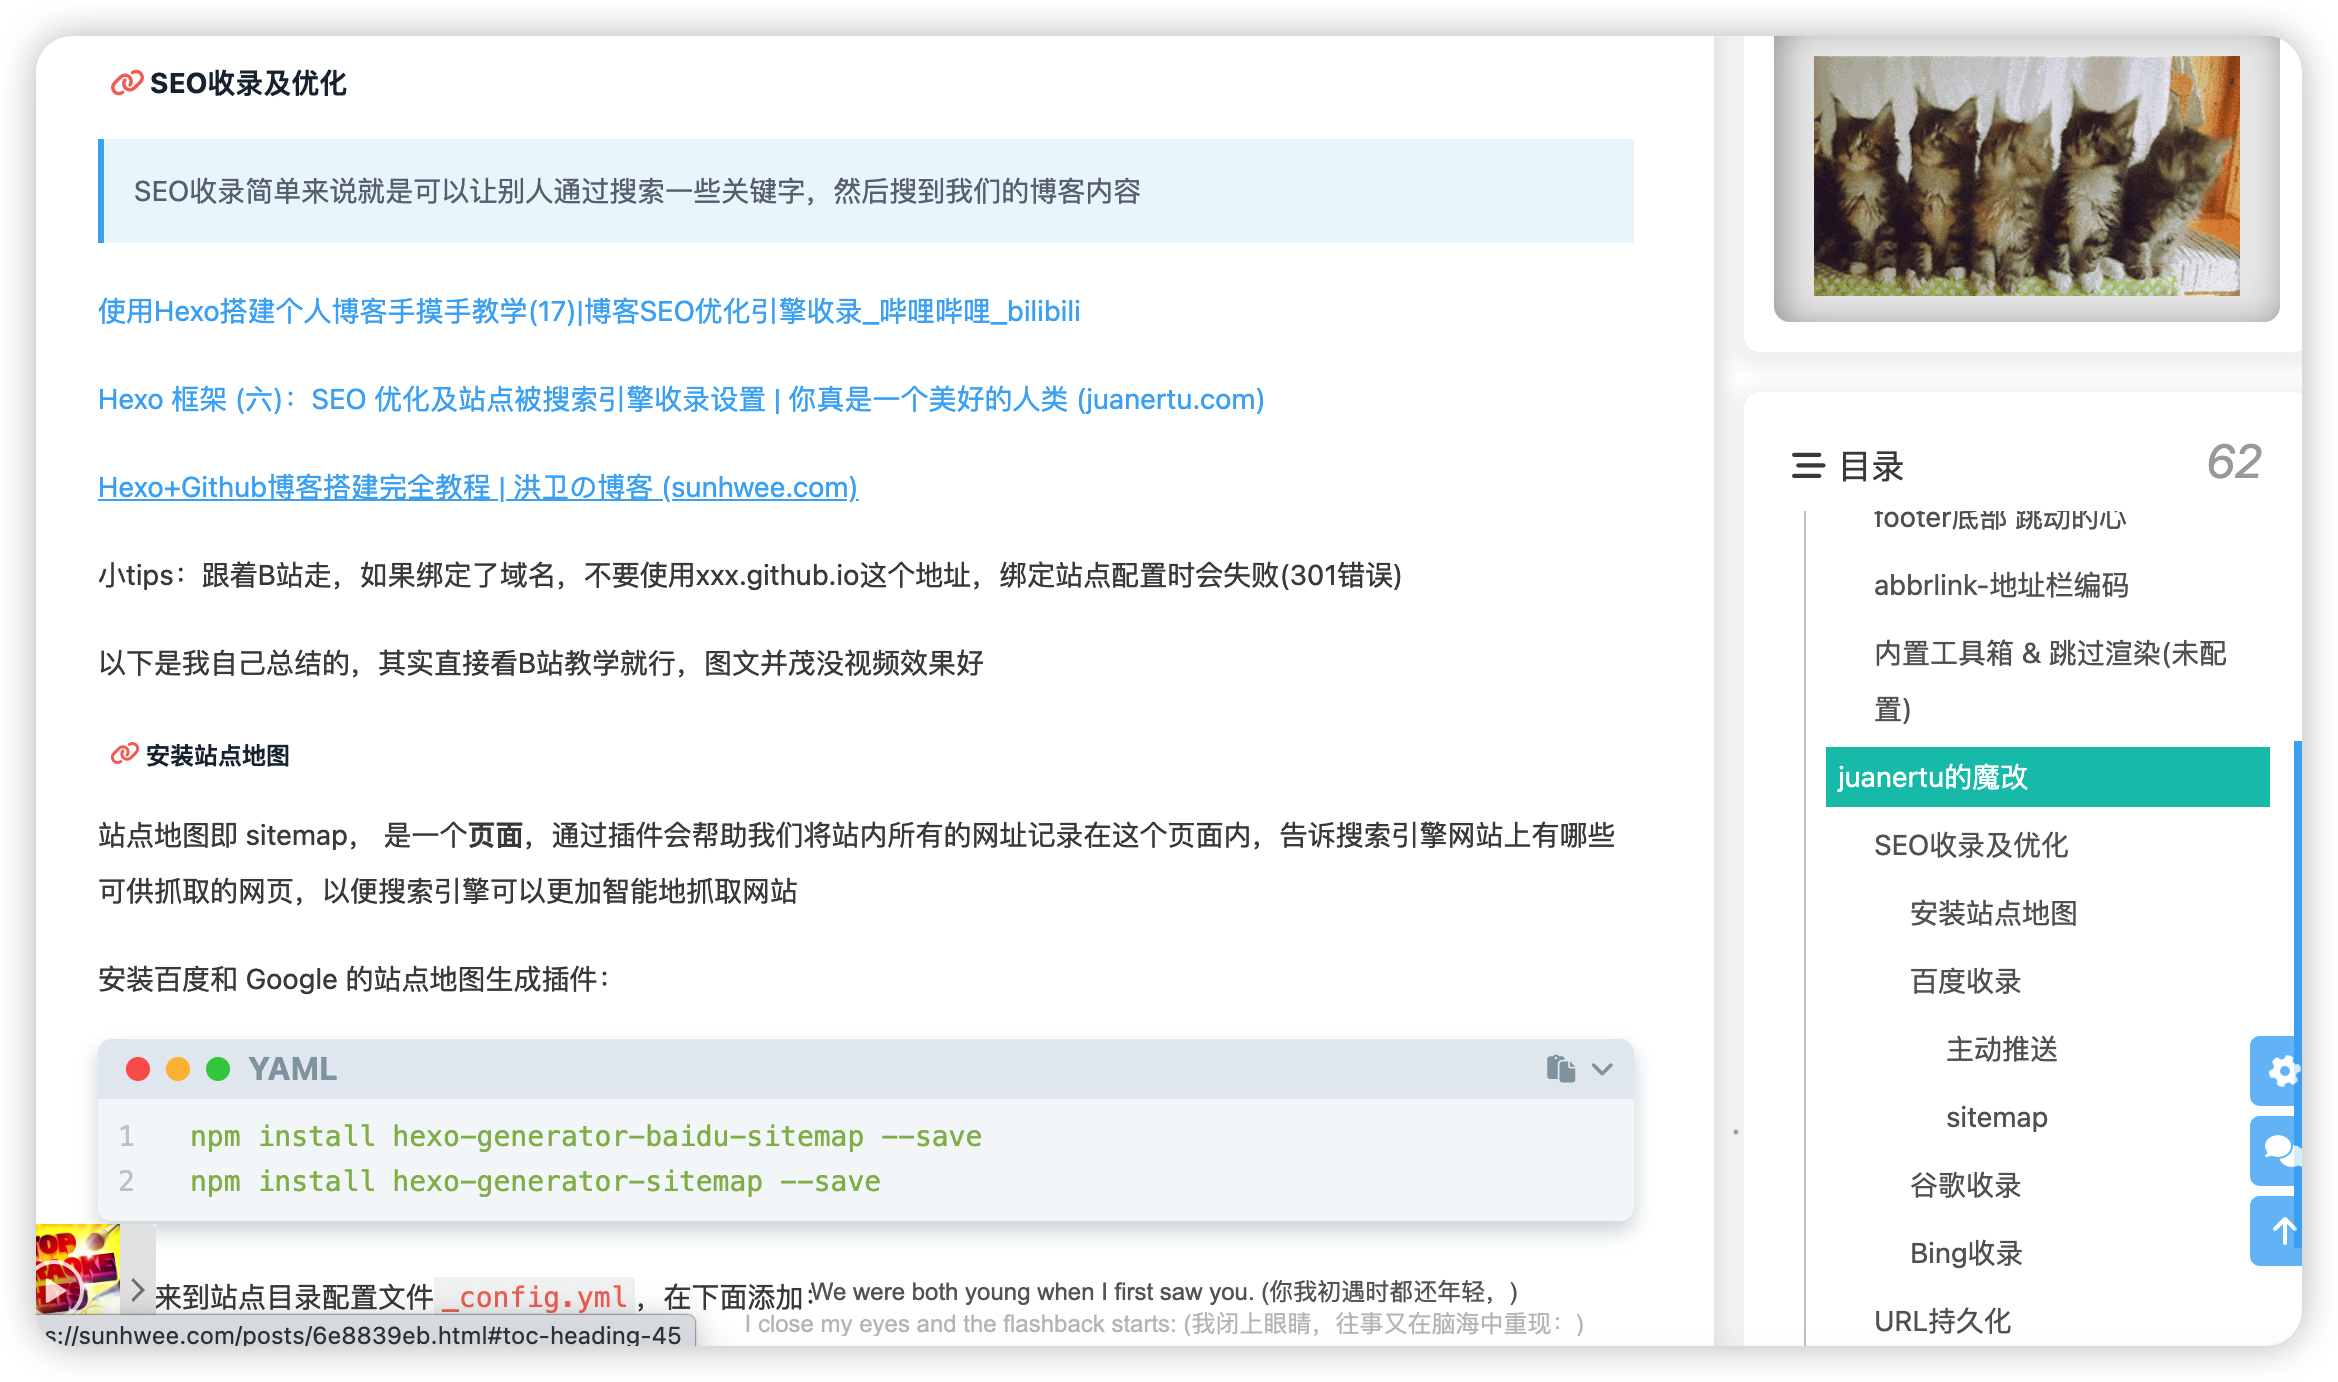 SEO收录及优化
SEO收录简单来说就是可以让别人通过搜索一些关键字，然后搜到我们的博客内容
使用Hexo搭建个人博客手摸手教学(17)|博客SEO优化引擎收录_哔哩哔哩_bilibili
Hexo 框架 (六)：SEO 优化及站点被搜索引擎收录设置 | 你真是一个美好的人类 (juanertu.com)
Hexo+Github博客搭建完全教程 | 洪卫の博客 (sunhwee.com)
小tips：跟着B站走，如果绑定了域名，不要使用xxx.github.io这个地址，绑定站点配置时会失败(301错误)
以下是我自己总结的，其实直接看B站教学就行，图文并茂没视频效果好
安装站点地图
站点地图即 sitemap， 是一个页面，通过插件会帮助我们将站内所有的网址记录在这个页面内，告诉搜索引擎网站上有哪些
可供抓取的网页，以便搜索引擎可以更加智能地抓取网站
安装百度和 Google 的站点地图生成插件：
YAML
1 npm install hexo-generator-baidu-sitemap --save
2 npm install hexo-generator-sitemap --save
来到站点目录配置文件 _config.yml ，在下面添加：
We were both young when I first saw you. (你我初遇时都还年轻，)
I close my eyes and the flashback starts: (我闭上眼睛，往事又在脑海中重现：)
s://sunhwee.com/posts/6e8839eb.html#toc-heading-45
TOP
KARAOKE
目录
62
footer底部 跳动的心
abbrlink-地址栏编码
内置工具箱 & 跳过渲染(未配
置)
juanertu的魔改
SEO收录及优化
安装站点地图
百度收录
主动推送
sitemap
谷歌收录
Bing收录
URL持久化